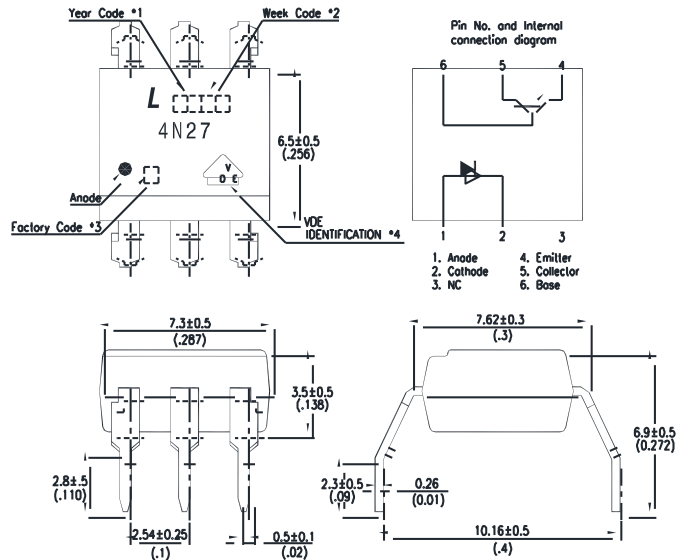 Year Code *1
Week Code *2
L
4N27
6.5±0.5
(.256)
V
D E
Anode
Factory Code *3
VDE
IDENTIFICATION *4
Pin No. and Internal
connection diagram
6 5 4
1 2 3
1. Anode
2. Cathode
3. NC
4. Emitter
5. Collector
6. Base
7.3±0.5
(.287)
3.5±0.5
(.138)
2.8±.5
(.110)
2.54±0.25
(.1)
0.5±0.1
(.02)
7.62±0.3
(.3)
6.9±0.5
(0.272)
2.3±0.5
(.09)
0.26
(0.01)
10.16±0.5
(.4)